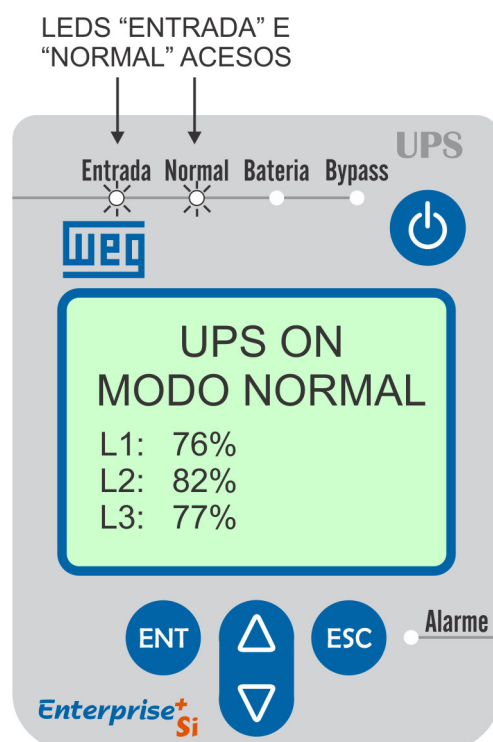 LEDS “ENTRADA” E
“NORMAL” ACESOS
UPS
Entrada Normal Bateria Bypass
weg
UPS ON
MODO NORMAL
L1: 76%
L2: 82%
L3: 77%
ENT
ESC
Alarme
Enterprise+
Si